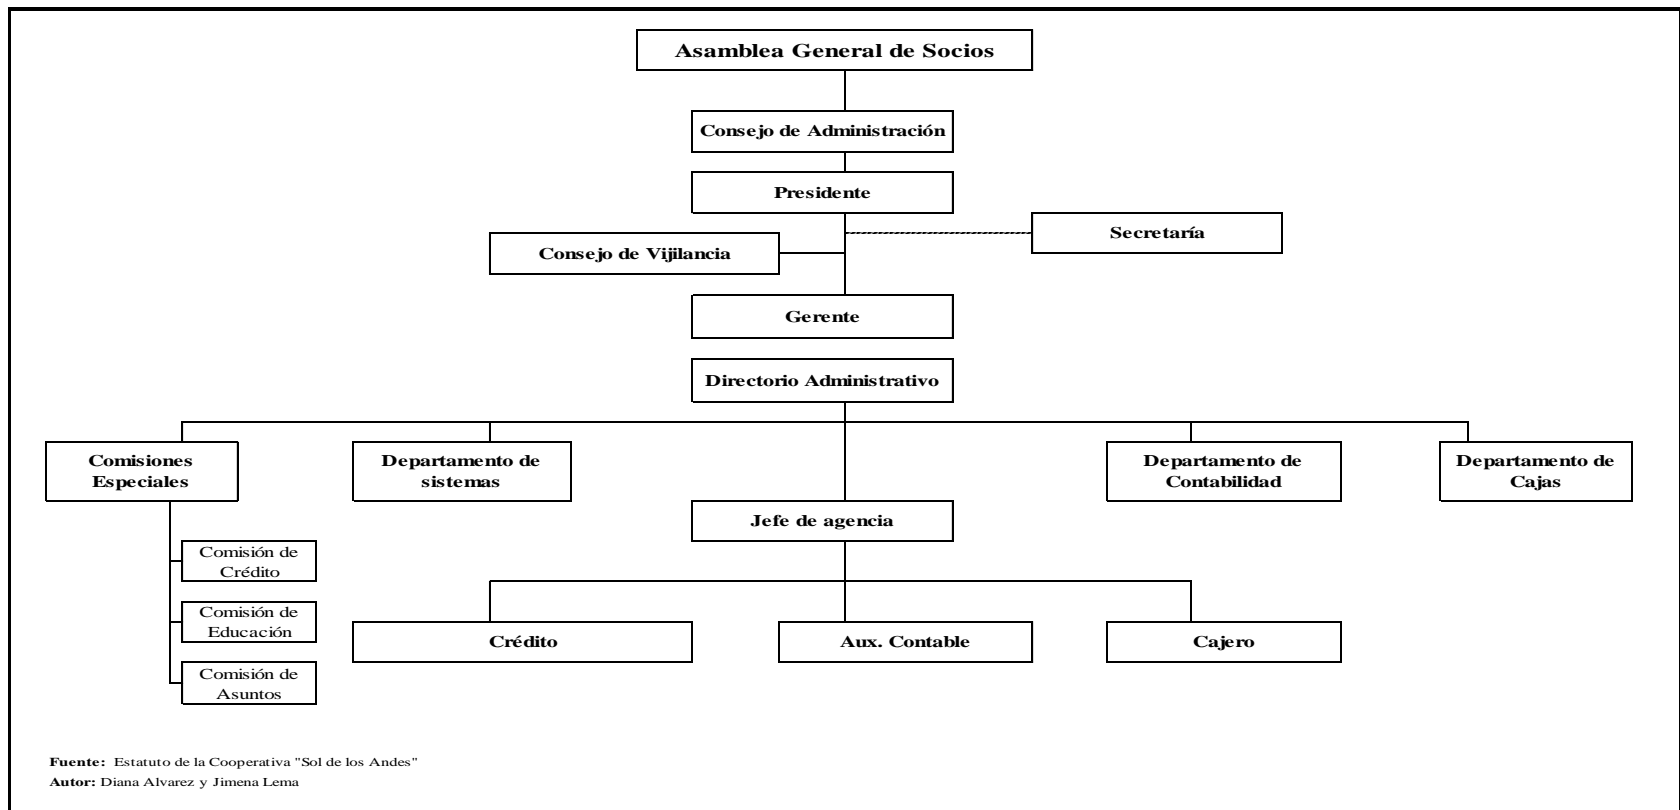 Asamblea General de Socios
Consejo de Administración
Presidente
Secretaría
Consejo de Vijilancia
Gerente
Directorio Administrativo
Comisiones
Especiales
Departamento de
sistemas
Departamento de
Contabilidad
Departamento de
Cajas
Jefe de agencia
Comisión de
Crédito
Comisión de
Educación
Comisión de
Asuntos
Crédito
Aux. Contable
Cajero
Fuente: Estatuto de la Cooperativa "Sol de los Andes"
Autor: Diana Alvarez y Jimena Lema